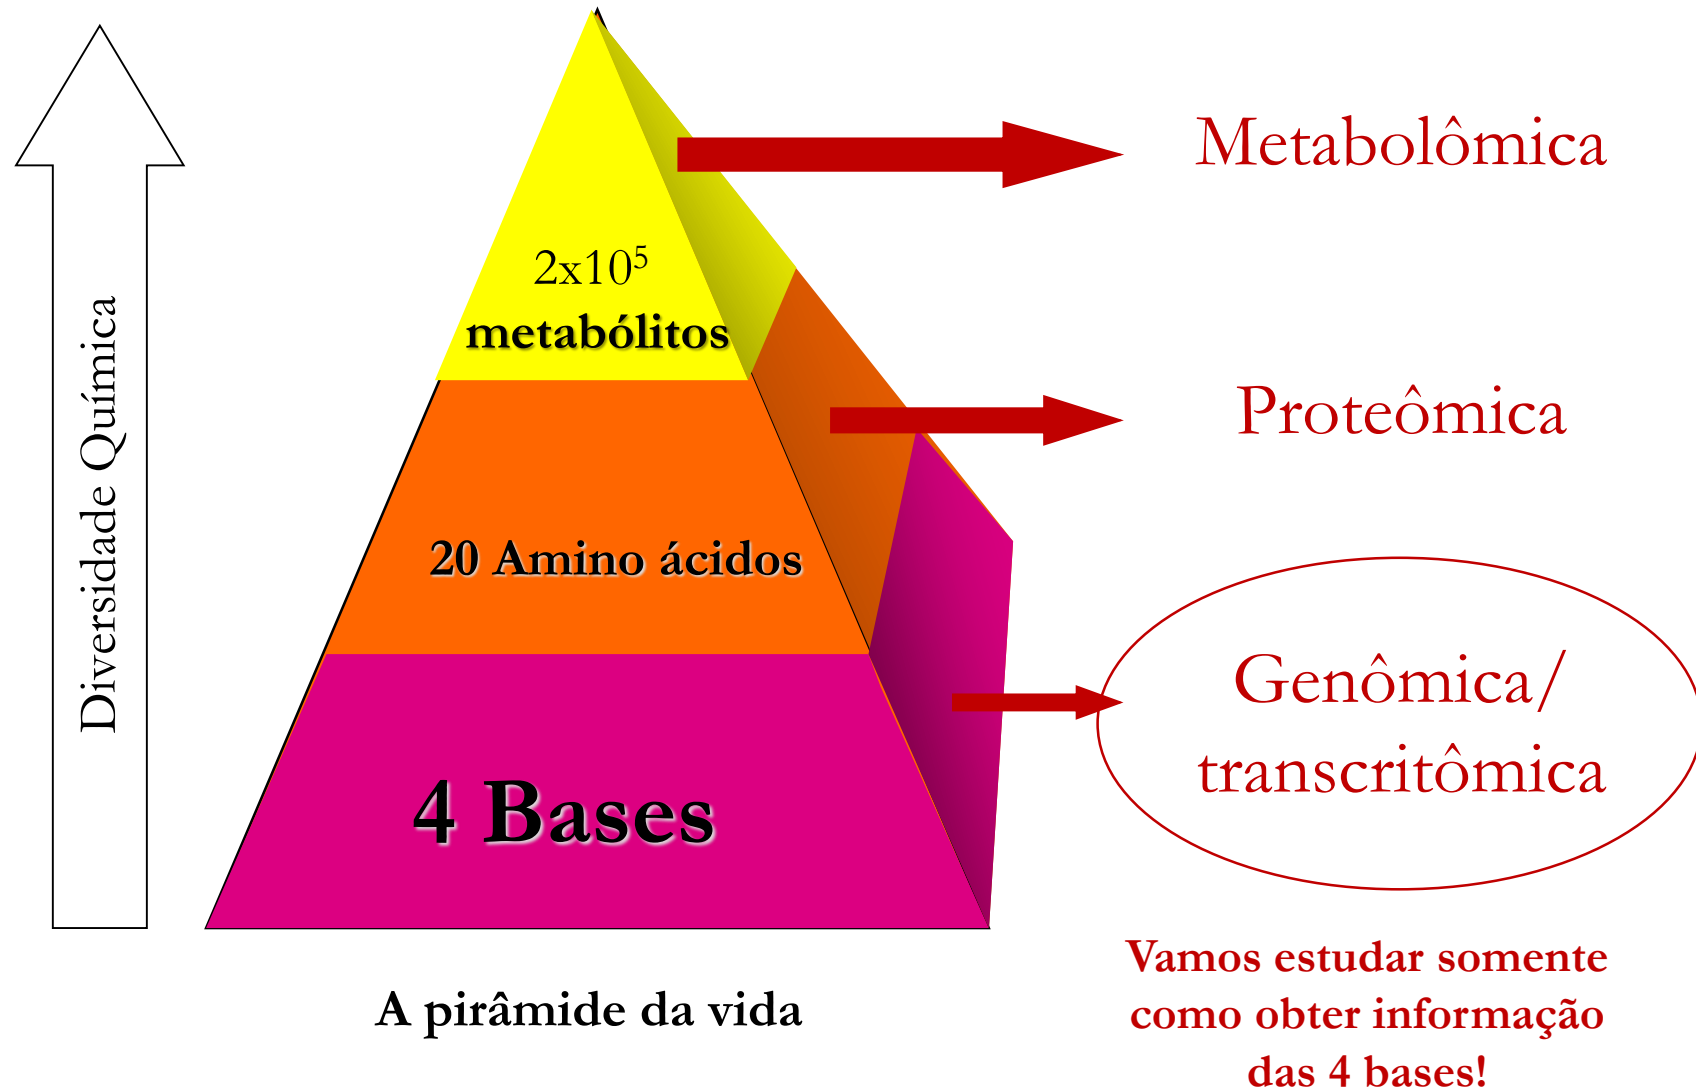 Diversidade Química
2x10⁵
metabólitos
20 Amino ácidos
4 Bases
A pirâmide da vida
Metabolômica
Proteômica
Genômica/
transcritômica
Vamos estudar somente
como obter informação
das 4 bases!